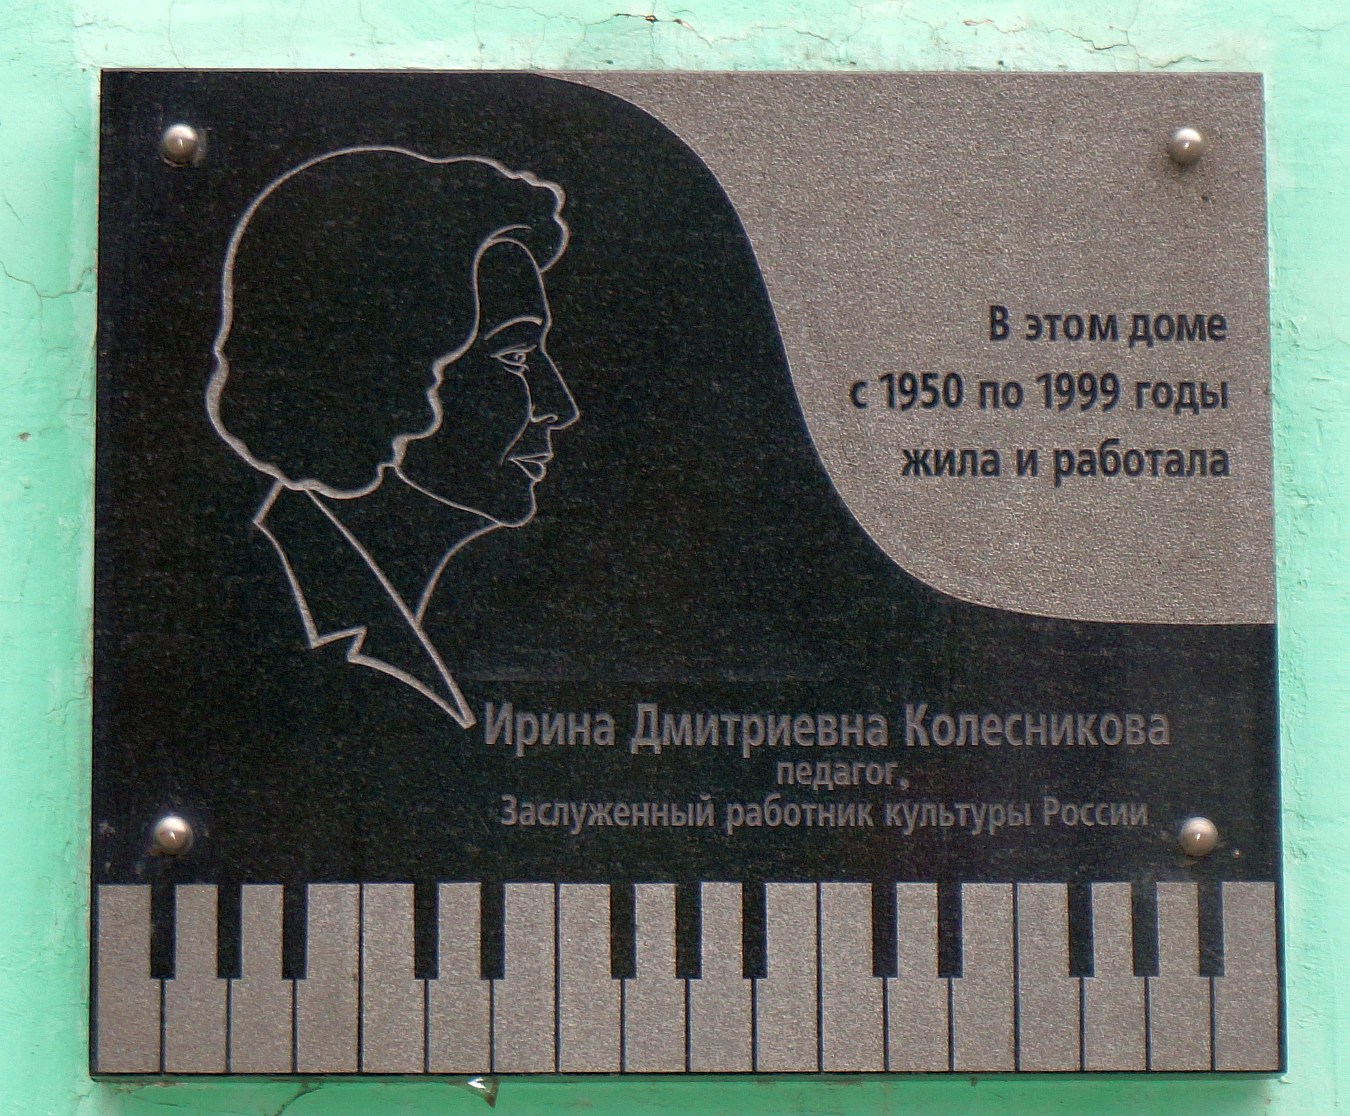 В этом доме
с 1950 по 1999 годы
жила и работала
Ирина Дмитриевна Колесникова
педагог,
Заслуженный работник культуры России